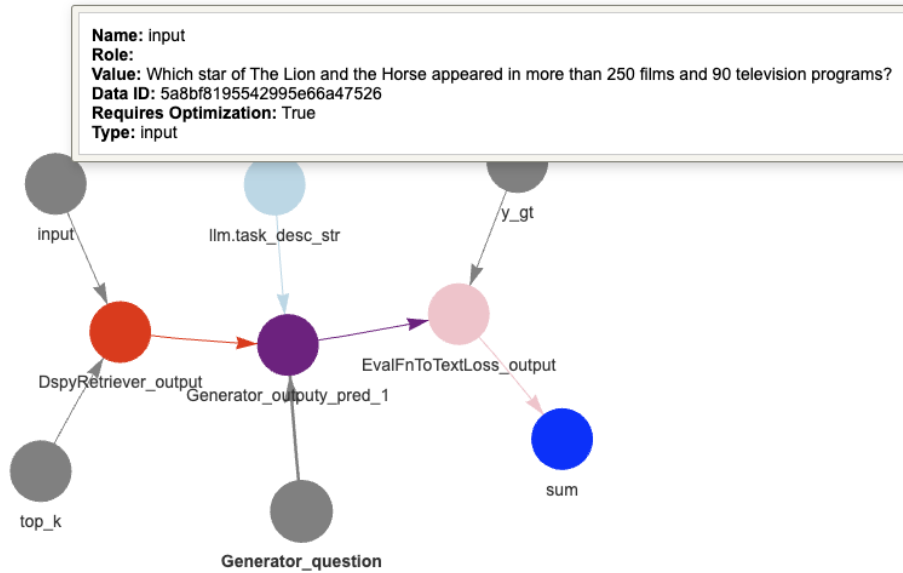 Name: input
Role:
Value: Which star of The Lion and the Horse appeared in more than 250 films and 90 television programs?
Data ID: 5a8bf8195542995e66a47526
Requires Optimization: True
Type: input
input
llm.task_desc_str
y_gt
DspyRetriever_output
Generator_outputy_pred_1
EvalFnToTextLoss_output
top_k
sum
Generator_question